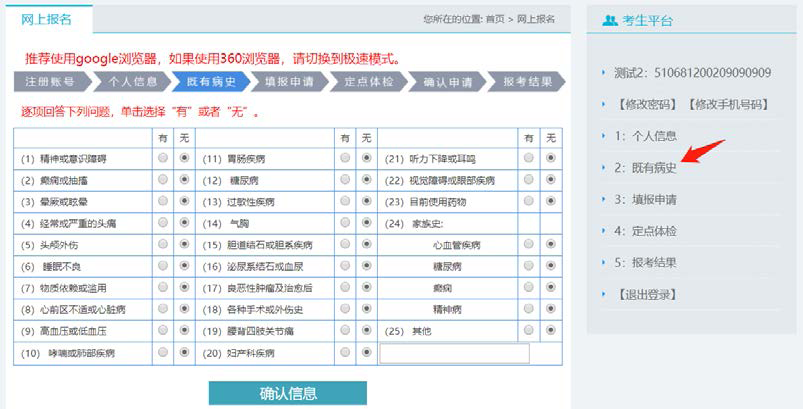 网上报名
您所在的位置: 首页 > 网上报名
推荐使用google浏览器，如果使用360浏览器，请切换到极速模式。
注册账号 个人信息 既有病史 填报申请 定点体检 确认申请 报考结果
逐项回答下列问题，单击选择“有”或者“无”。
有 无 有 无 有 无
(1) 精神或意识障碍 (11) 胃肠疾病 (21) 听力下降或耳鸣
(2) 癫痫或抽搐 (12) 糖尿病 (22) 视觉障碍或眼部疾病
(3) 晕厥或眩晕 (13) 过敏性疾病 (23) 目前使用药物
(4) 经常或严重的头痛 (14) 气胸 (24) 家族史:
(5) 头颅外伤 (15) 胆道结石或胆系疾病 心血管疾病
(6) 睡眠不良 (16) 泌尿系结石或血尿 糖尿病
(7) 物质依赖或滥用 (17) 良恶性肿瘤及治愈后 癫痫
(8) 心前区不适或心脏病 (18) 各种手术或外伤史 精神病
(9) 高血压或低血压 (19) 腰背四肢关节痛 (25) 其他
(10) 哮喘或肺部疾病 (20) 妇产科疾病
确认信息
考生平台
测试2：510681200209090909
【修改密码】【修改手机号码】
1：个人信息
2：既有病史
3：填报申请
4：定点体检
5：报考结果
【退出登录】